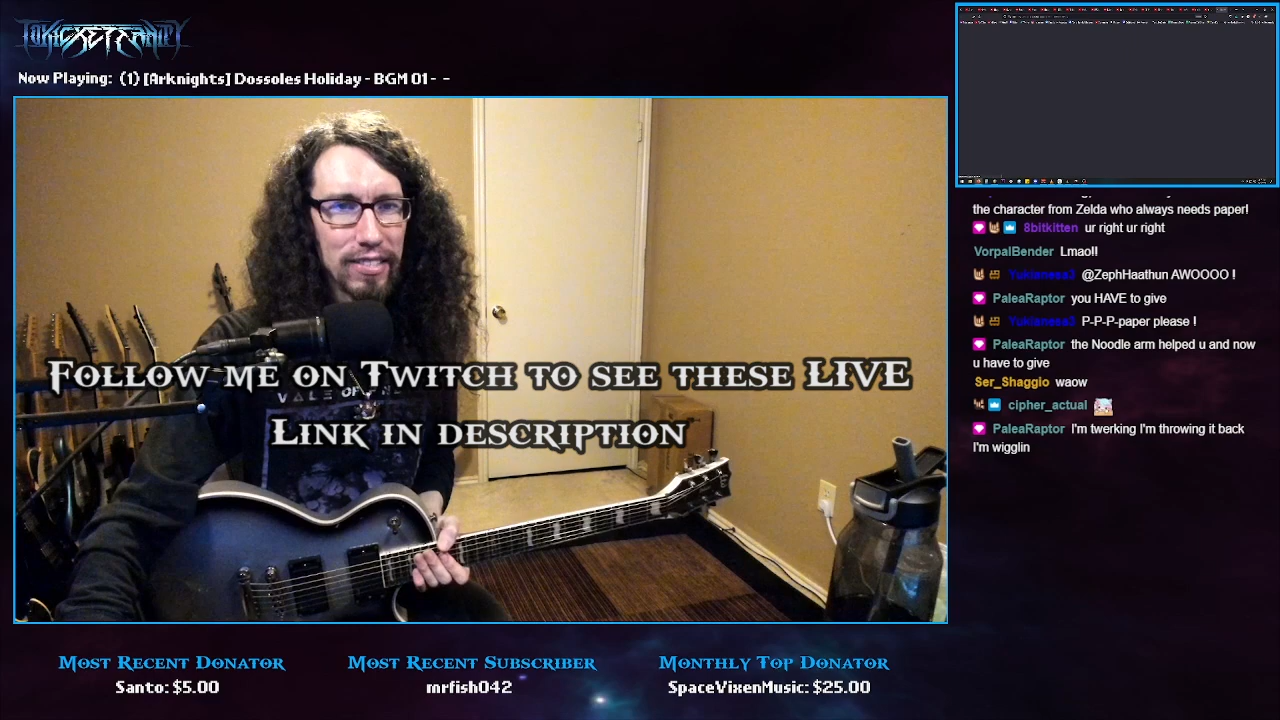 ToxicxEternity
Now Playing: (1) [Arknights] Dossoles Holiday - BGM 01 - -
Follow me on Twitch to see these LIVE
Link in description
the character from Zelda who always needs paper!
8bitkitten ur right ur right
VorpalBender Lmao!!
Yukianesa3 @ZephHaathun AWOOOO !
PaleaRaptor you HAVE to give
Yukianesa3 P-P-P-paper please !
PaleaRaptor the Noodle arm helped u and now
u have to give
Ser_Shaggio waow
cipher_actual
PaleaRaptor I'm twerking I'm throwing it back
I'm wigglin
Most Recent Donator
Santo: $5.00
Most Recent Subscriber
mrfish042
Monthly Top Donator
SpaceVixenMusic: $25.00